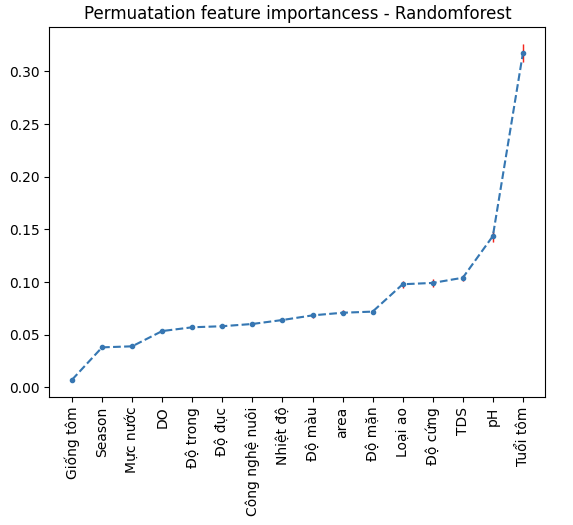 Permuatation feature importancess - Randomforest
0.30
0.25
0.20
0.15
0.10
0.05
0.00
Giống tôm
Season
Mực nước
DO
Độ trong
Độ đục
Công nghệ nuôi
Nhiệt độ
Độ màu
area
Độ mặn
Loại ao
Độ cứng
TDS
pH
Tuổi tôm